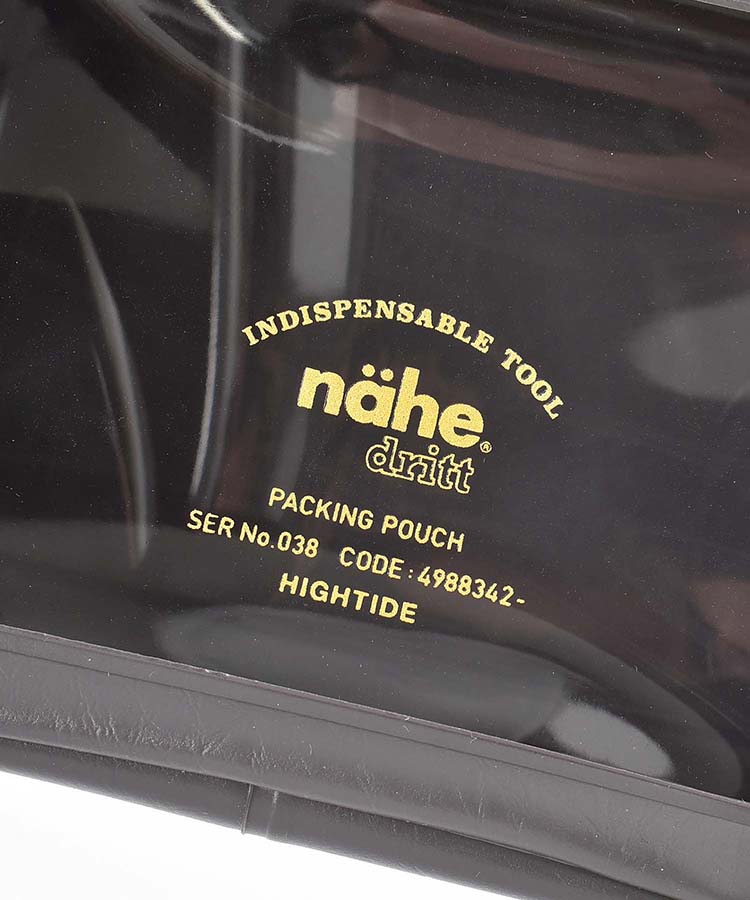 INDISPENSABLE TOOL
nähe®
dritt
PACKING POUCH
SER No.038 CODE:4988342-
HIGHTIDE